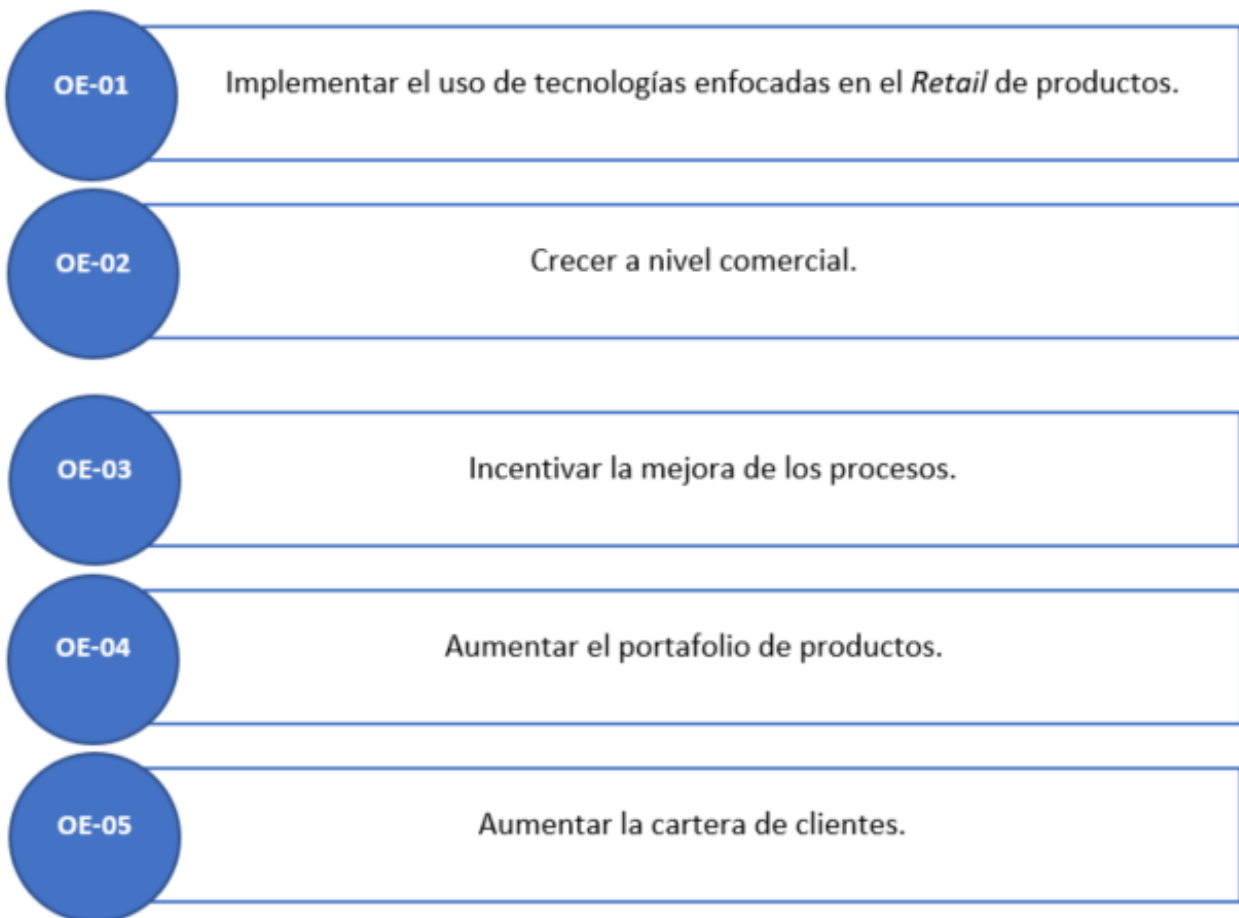 OE-01
Implementar el uso de tecnologías enfocadas en el Retail de productos.
OE-02
Crecer a nivel comercial.
OE-03
Incentivar la mejora de los procesos.
OE-04
Aumentar el portafolio de productos.
OE-05
Aumentar la cartera de clientes.